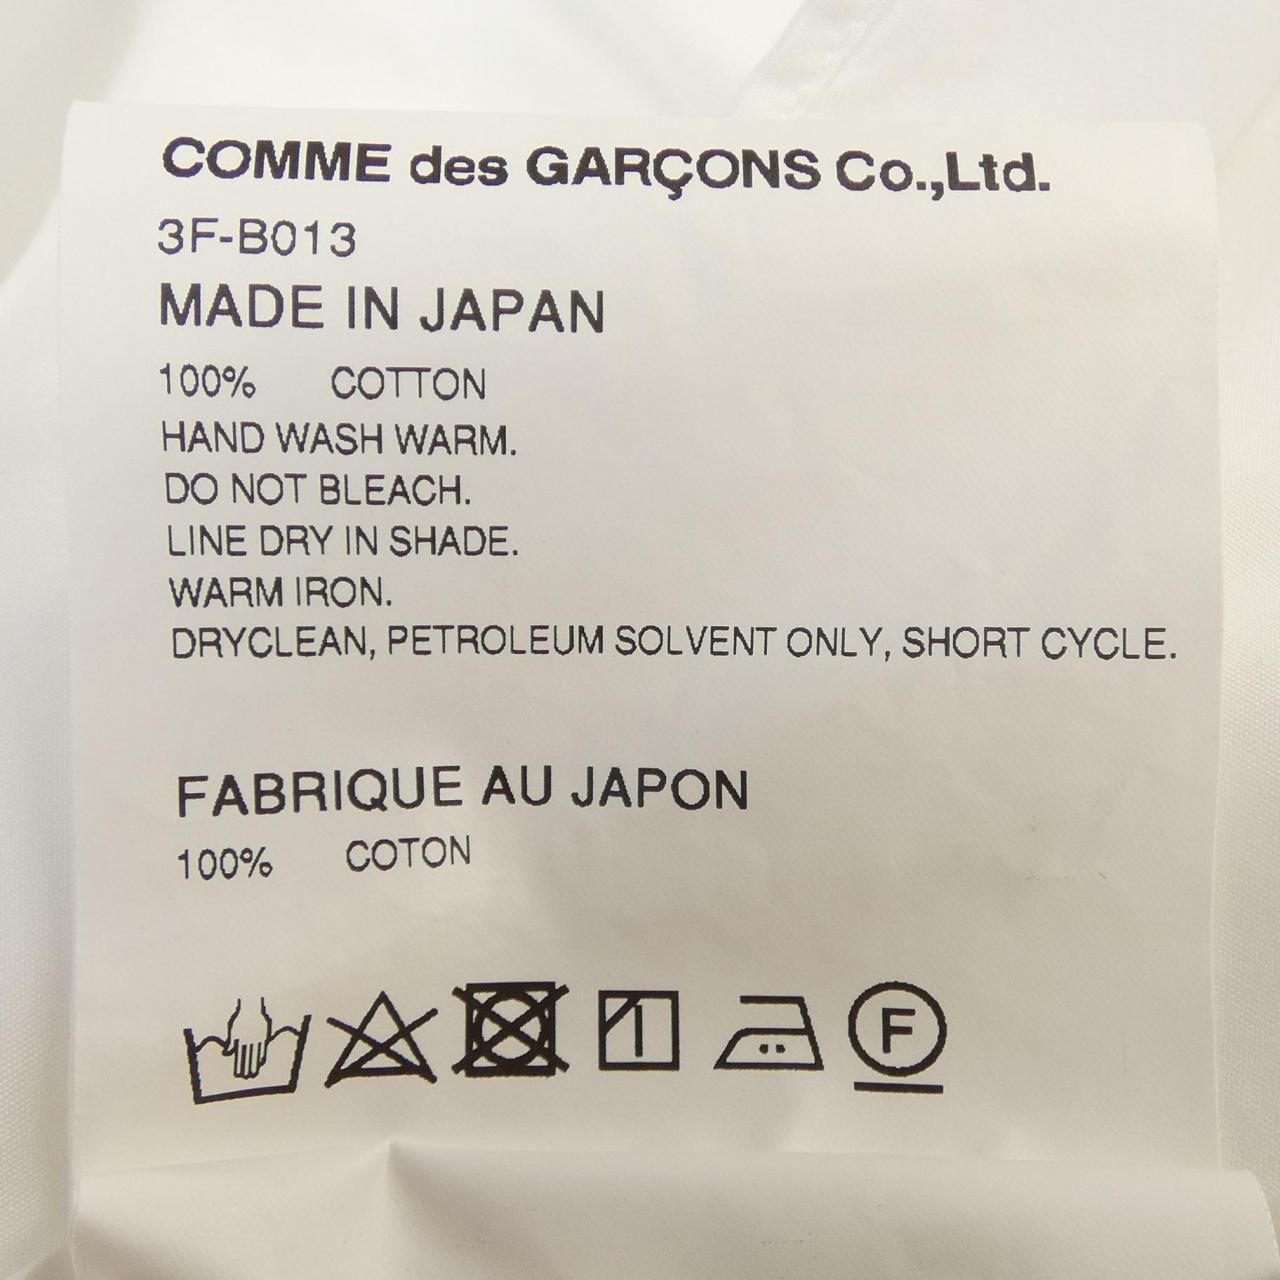 COMME des GARÇONS Co.,Ltd.
3F-B013
MADE IN JAPAN
100% COTTON
HAND WASH WARM.
DO NOT BLEACH.
LINE DRY IN SHADE.
WARM IRON.
DRYCLEAN, PETROLEUM SOLVENT ONLY, SHORT CYCLE.
FABRIQUE AU JAPON
100% COTON
F